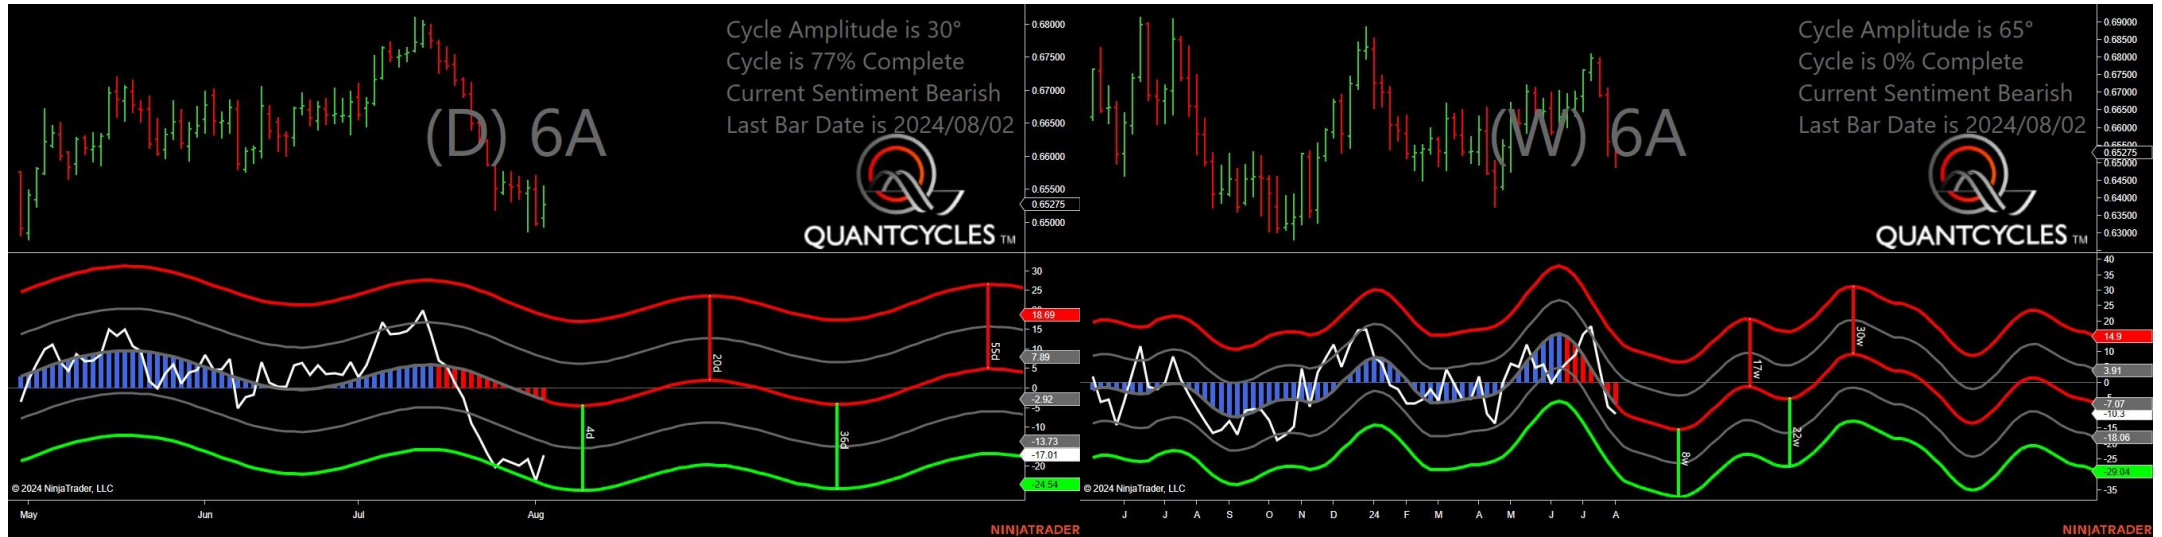 Cycle Amplitude is 30°
Cycle is 77% Complete
Current Sentiment Bearish
Last Bar Date is 2024/08/02
(D) 6A
QUANTCYCLES TM
0.68000
0.67500
0.67000
0.66500
0.66000
0.65500
0.65275
0.65000
30
25
18.69
15
10
7.89
5
0
-2.92
-5
-10
-13.73
-17.01
-20
-24.54
20d
55d
4d
36d
© 2024 NinjaTrader, LLC
May Jun Jul Aug
NINJATRADER
Cycle Amplitude is 65°
Cycle is 0% Complete
Current Sentiment Bearish
Last Bar Date is 2024/08/02
(W) 6A
QUANTCYCLES TM
0.69000
0.68500
0.68000
0.67500
0.67000
0.66500
0.66000
0.65275
0.65000
0.64500
0.64000
0.63500
0.63000
40
35
30
25
20
14.9
10
3.91
0
-7.07
-10.3
-15
-18.06
-25
-29.04
-35
17w
30w
8w
22w
© 2024 NinjaTrader, LLC
J J A S O N D 24 F M A M J J A
NINJATRADER